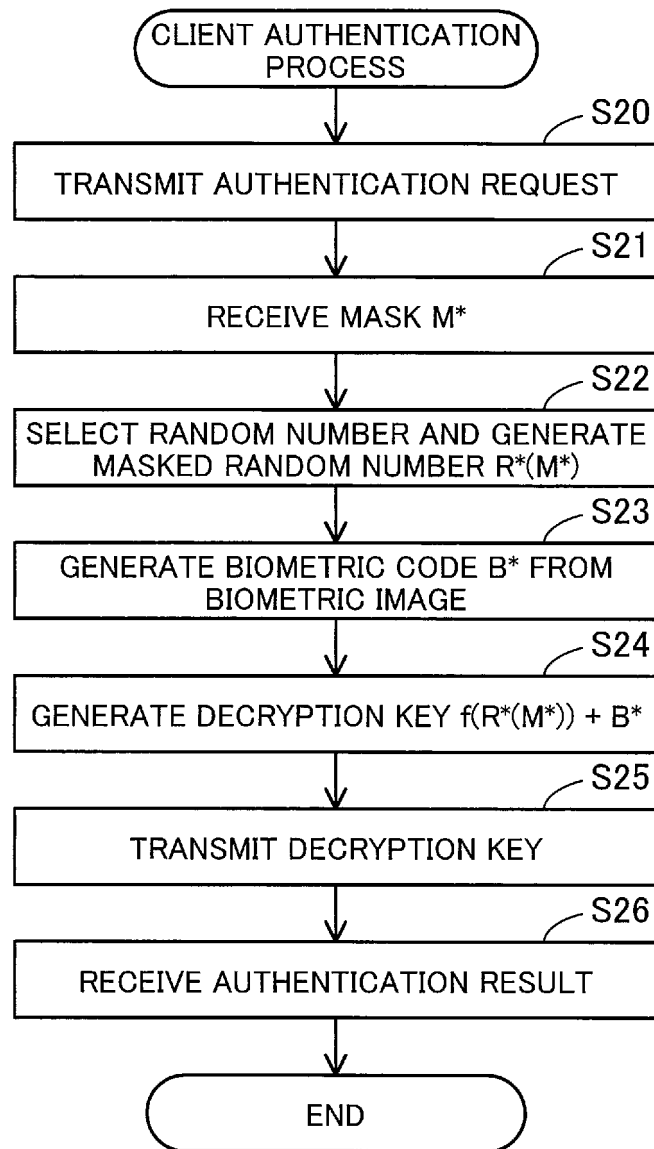 CLIENT AUTHENTICATION
PROCESS
S20
TRANSMIT AUTHENTICATION REQUEST
S21
RECEIVE MASK M*
S22
SELECT RANDOM NUMBER AND GENERATE
MASKED RANDOM NUMBER R*(M*)
S23
GENERATE BIOMETRIC CODE B* FROM
BIOMETRIC IMAGE
S24
GENERATE DECRYPTION KEY f(R*(M*)) + B*
S25
TRANSMIT DECRYPTION KEY
S26
RECEIVE AUTHENTICATION RESULT
END